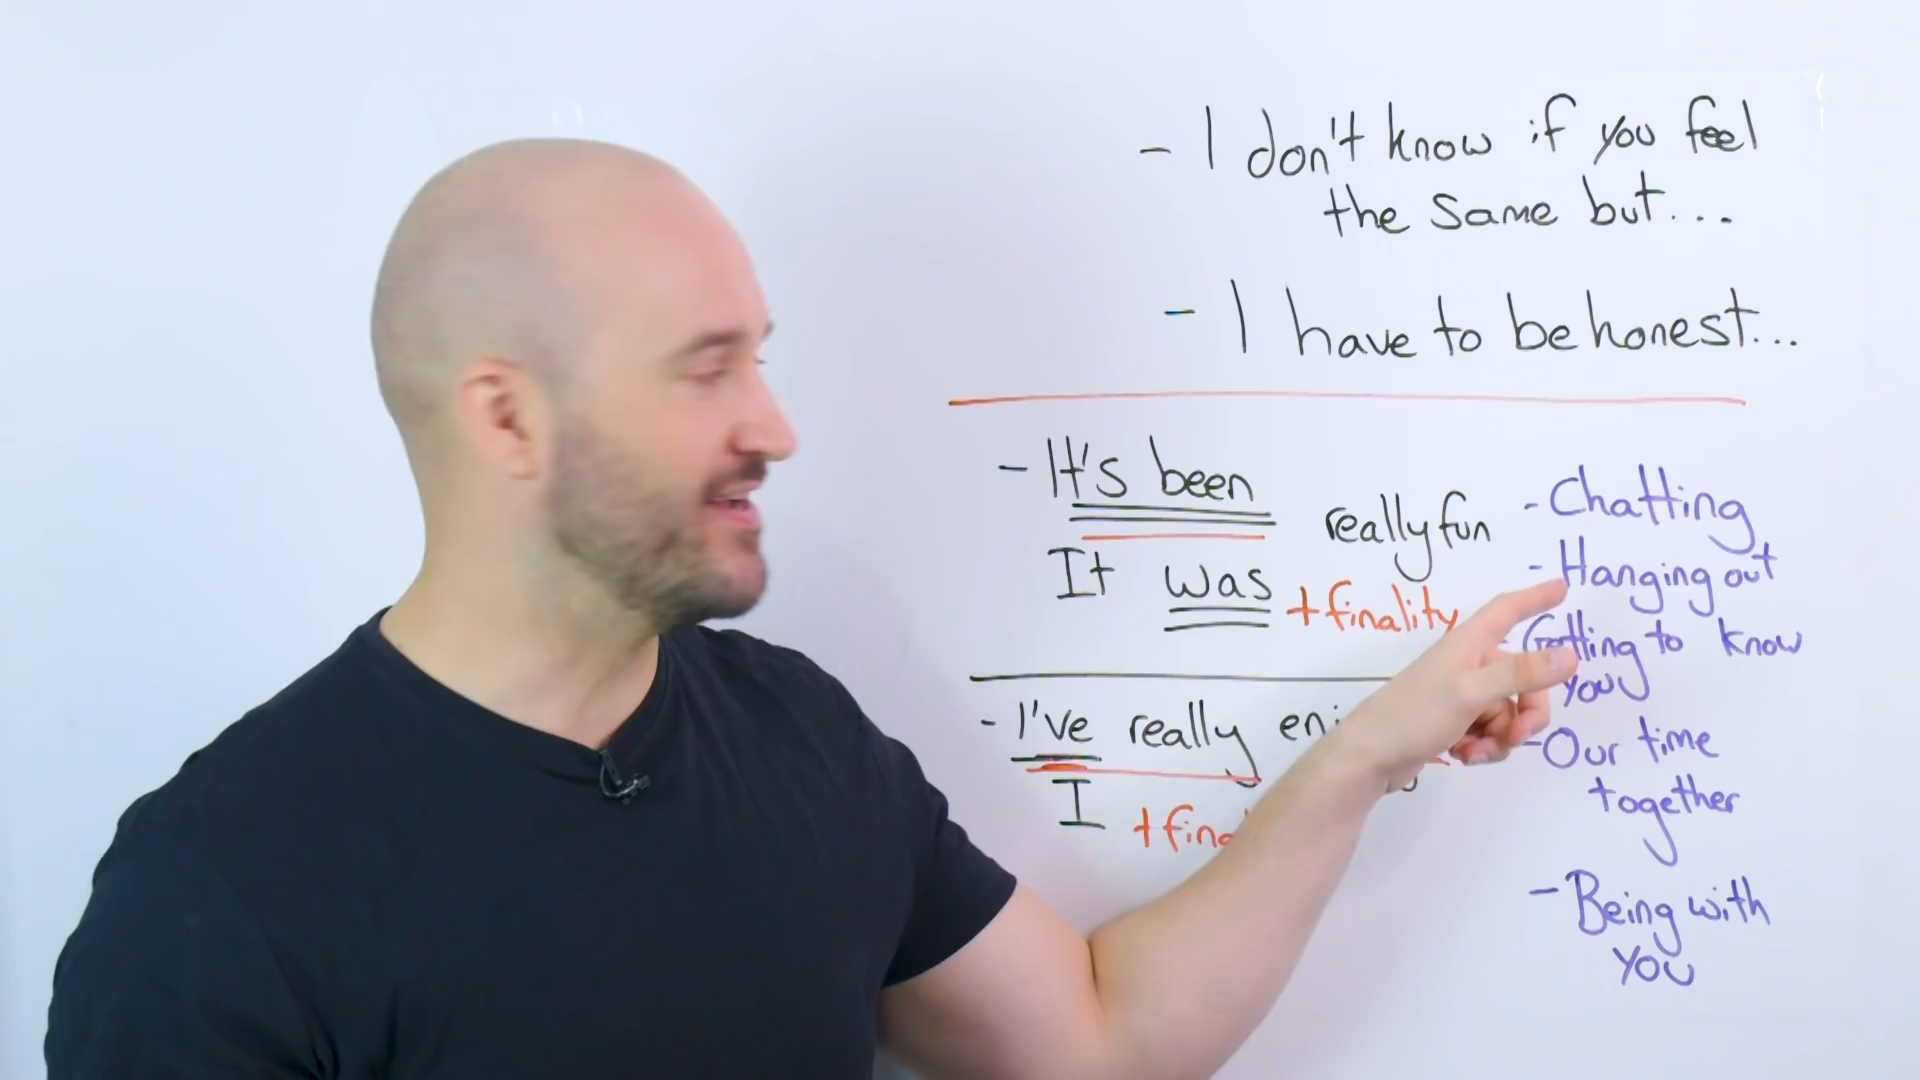 - I don't know if you feel
the same but...
- I have to be honest...
- It's been
really fun
It was + finality
- I've really
I
- Chatting
- Hanging out
- Getting to know
you
- Our time
together
- Being with
you